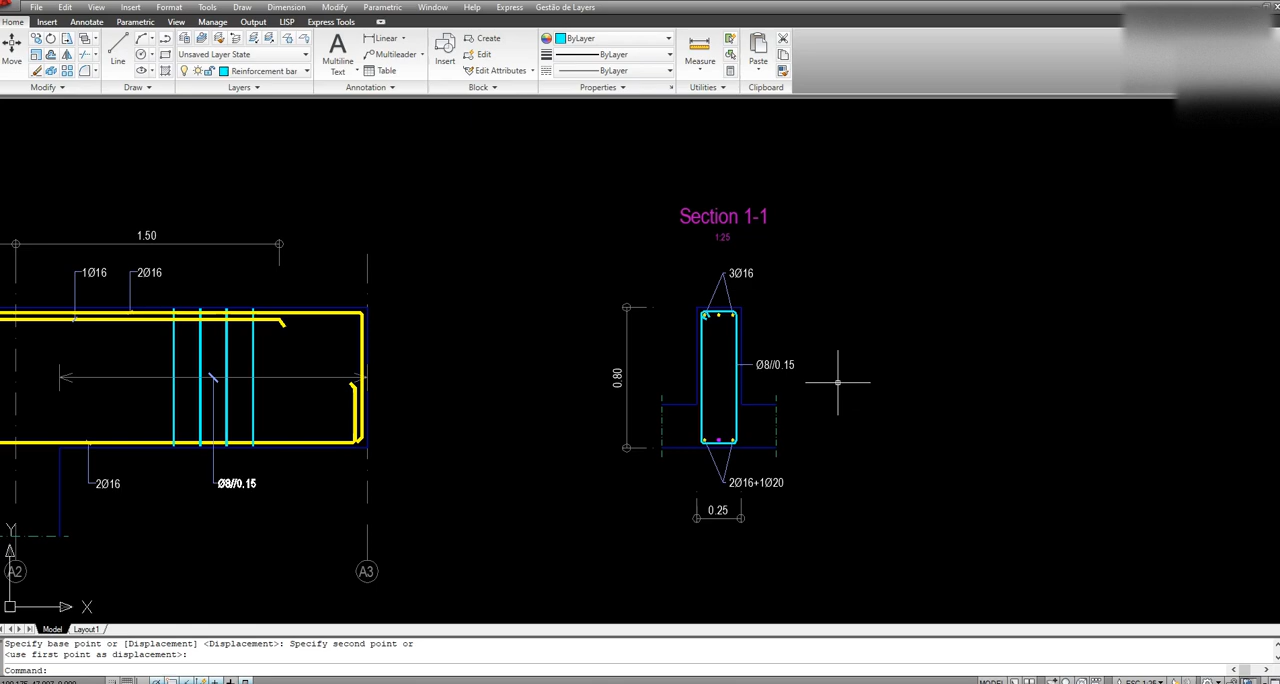 File Edit View Insert Format Tools Draw Dimension Modify Parametric Window Help Express Gestão de Layers
Home Insert Annotate Parametric View Manage Output LISP Express Tools
Move
Line
Unsaved Layer State
Reinforcement bar
Multiline
Text
Linear
Multileader
Table
Insert
Create
Edit
Edit Attributes
ByLayer
ByLayer
ByLayer
Measure
Paste
Modify Draw Layers Annotation Block Properties Utilities Clipboard
Section 1-1
1.25
1.50
1Ø16 2Ø16
3Ø16
Ø8//0.15
0.80
2Ø16
Ø8//0.15
2Ø16+1Ø20
0.25
Y
A2
A3
X
Model Layout1
Specify base point or [Displacement] <Displacement>: Specify second point or
<use first point as displacement>:
Command: